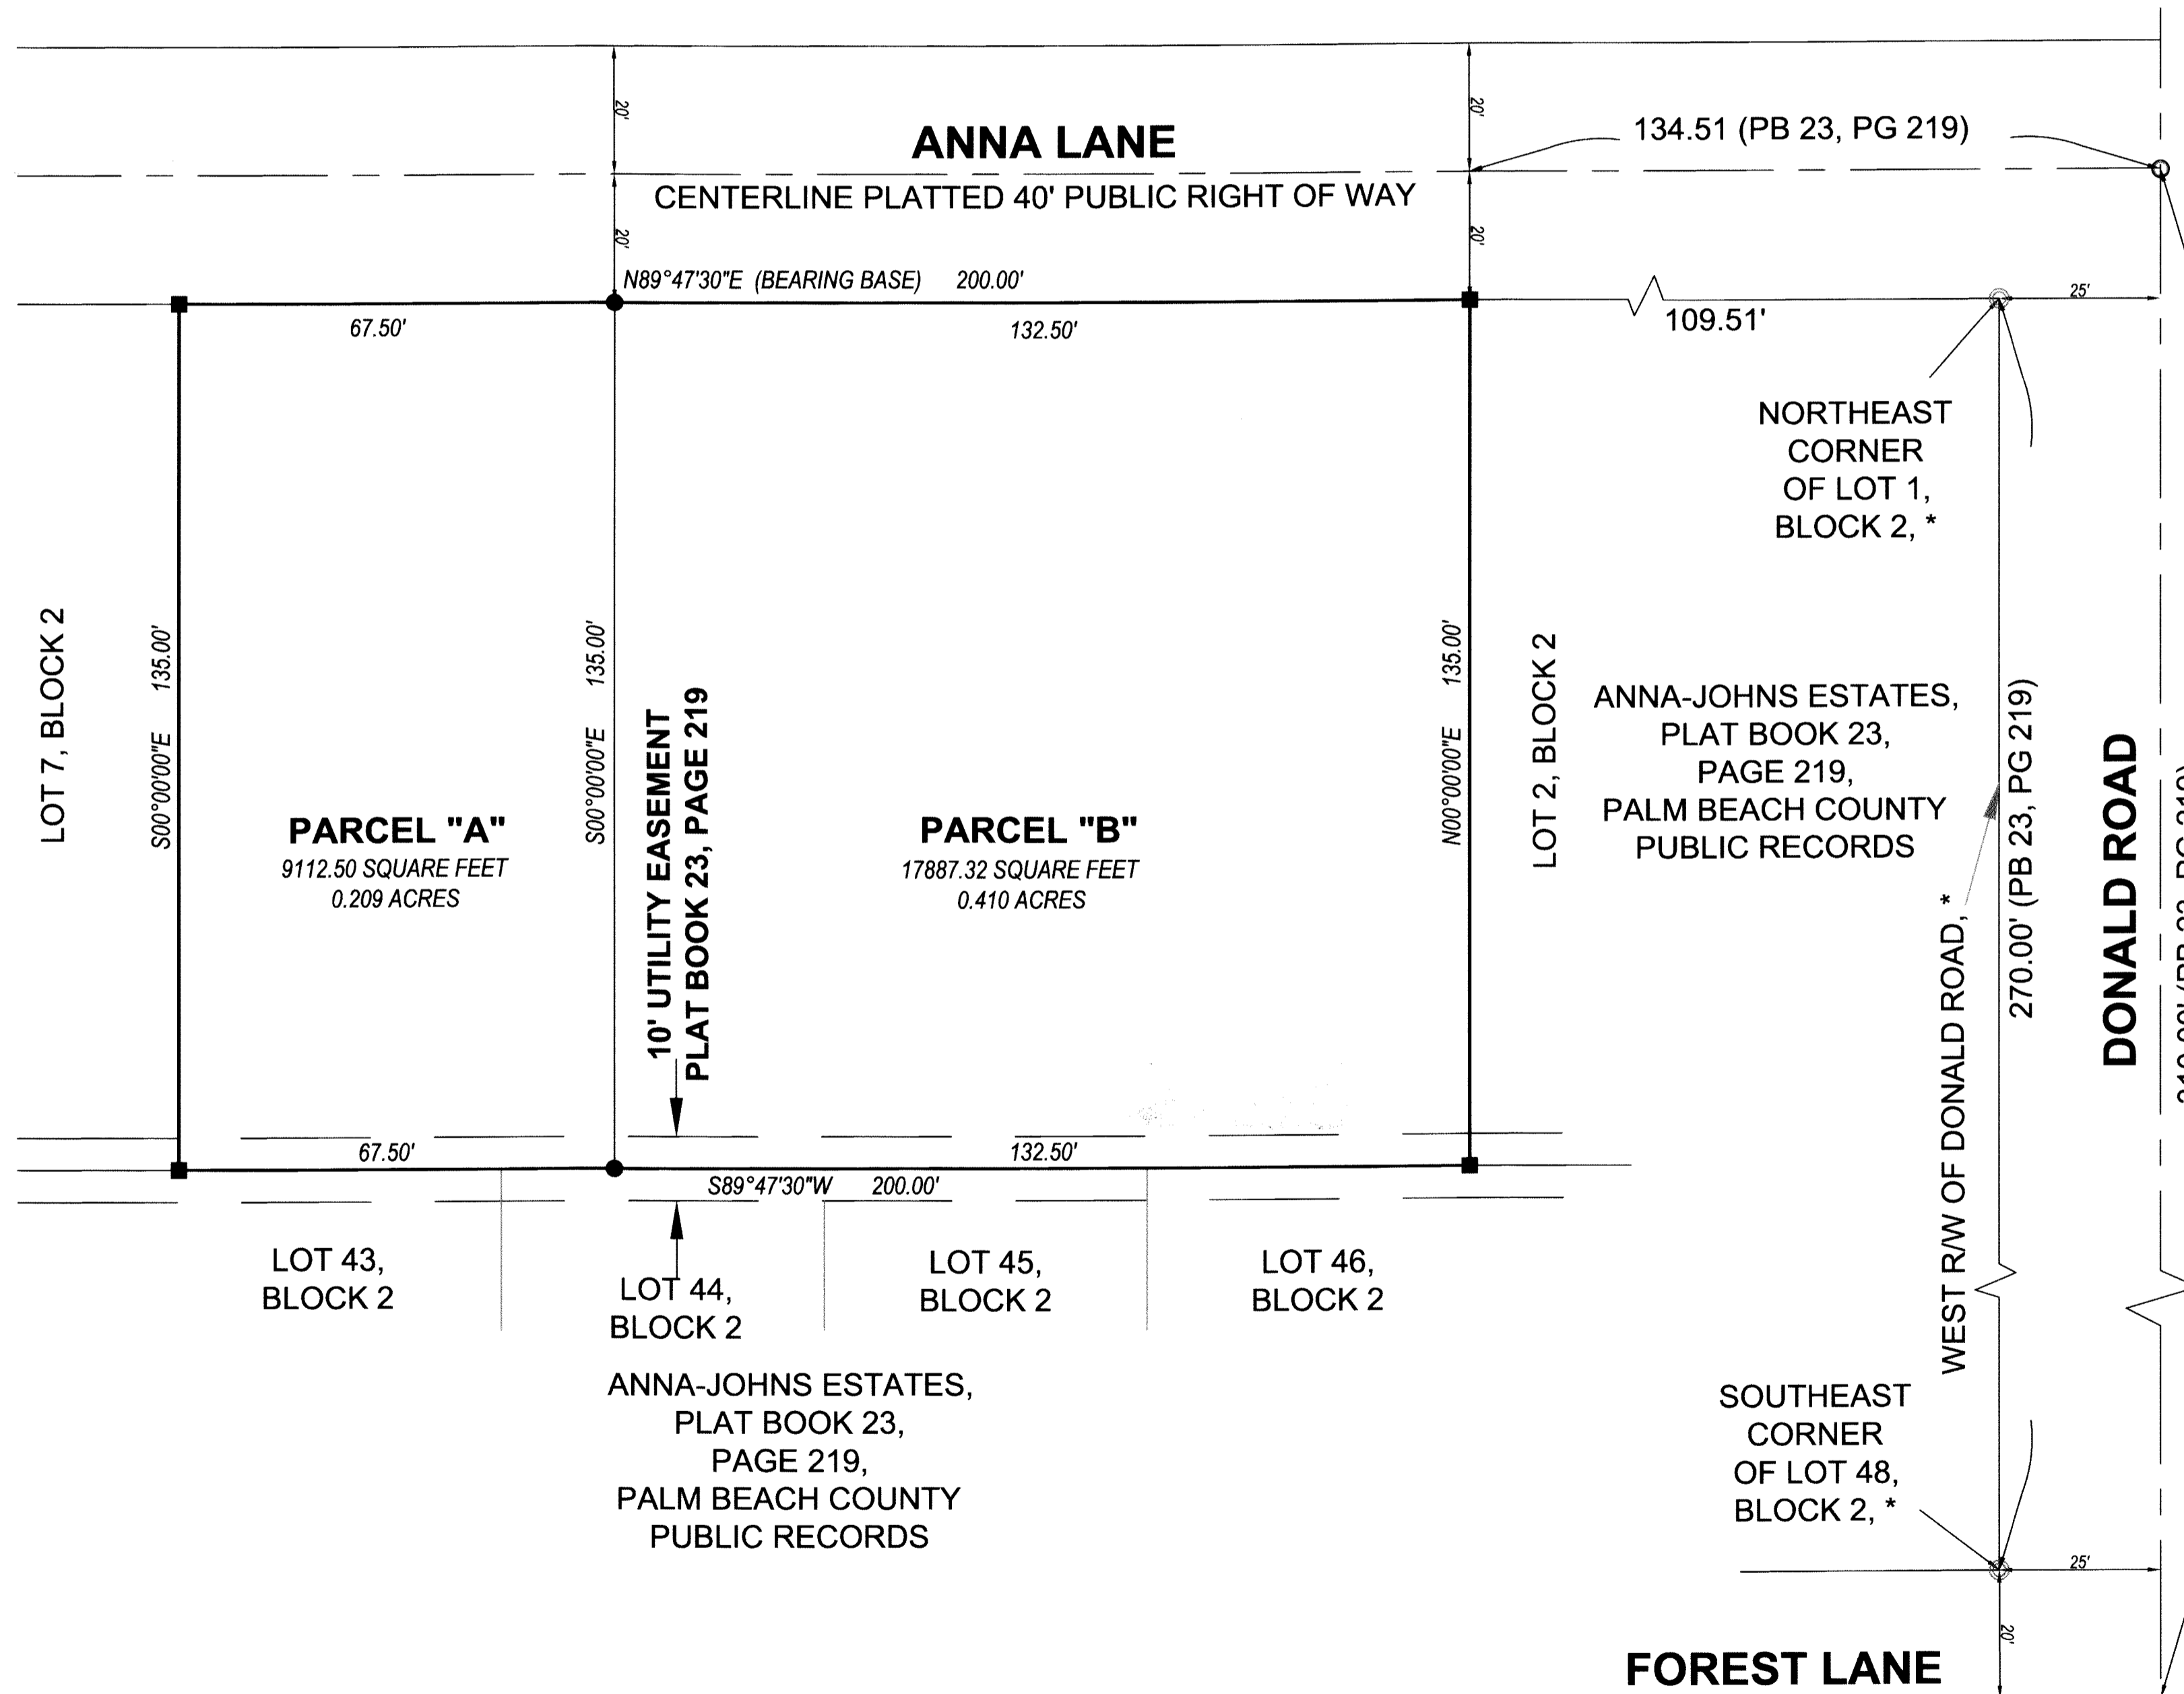 20'
20'
ANNA LANE
134.51 (PB 23, PG 219)
CENTERLINE PLATTED 40' PUBLIC RIGHT OF WAY
20'
20'
N89°47'30"E (BEARING BASE) 200.00'
25'
67.50'
132.50'
109.51'
NORTHEAST
CORNER
OF LOT 1,
BLOCK 2, *
LOT 7, BLOCK 2
S00°00'00"E 135.00'
S00°00'00"E 135.00'
10' UTILITY EASEMENT
PLAT BOOK 23, PAGE 219
N00°00'00"E 135.00'
LOT 2, BLOCK 2
ANNA-JOHNS ESTATES,
PLAT BOOK 23,
PAGE 219,
PALM BEACH COUNTY
PUBLIC RECORDS
PARCEL "A"
9112.50 SQUARE FEET
0.209 ACRES
PARCEL "B"
17887.32 SQUARE FEET
0.410 ACRES
WEST R/W OF DONALD ROAD, *
270.00' (PB 23, PG 219)
DONALD ROAD
67.50'
132.50'
S89°47'30"W 200.00'
LOT 43,
BLOCK 2
LOT 44,
BLOCK 2
LOT 45,
BLOCK 2
LOT 46,
BLOCK 2
ANNA-JOHNS ESTATES,
PLAT BOOK 23,
PAGE 219,
PALM BEACH COUNTY
PUBLIC RECORDS
SOUTHEAST
CORNER
OF LOT 48,
BLOCK 2, *
25'
20'
FOREST LANE